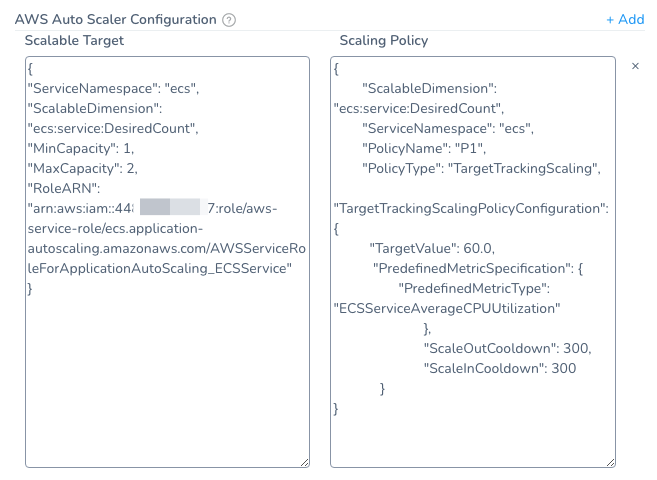 AWS Auto Scaler Configuration ?
+ Add
Scalable Target
Scaling Policy
{
"ServiceNamespace": "ecs",
"ScalableDimension":
"ecs:service:DesiredCount",
"MinCapacity": 1,
"MaxCapacity": 2,
"RoleARN":
"arn:aws:iam::44 7:role/aws-
service-role/ecs.application-
autoscaling.amazonaws.com/AWSServiceRo
leForApplicationAutoScaling_ECSService"
}
{
"ScalableDimension":
"ecs:service:DesiredCount",
"ServiceNamespace": "ecs",
"PolicyName": "P1",
"PolicyType": "TargetTrackingScaling",
"TargetTrackingScalingPolicyConfiguration":
{
"TargetValue": 60.0,
"PredefinedMetricSpecification": {
"PredefinedMetricType":
"ECSServiceAverageCPUUtilization"
},
"ScaleOutCooldown": 300,
"ScaleInCooldown": 300
}
}
×